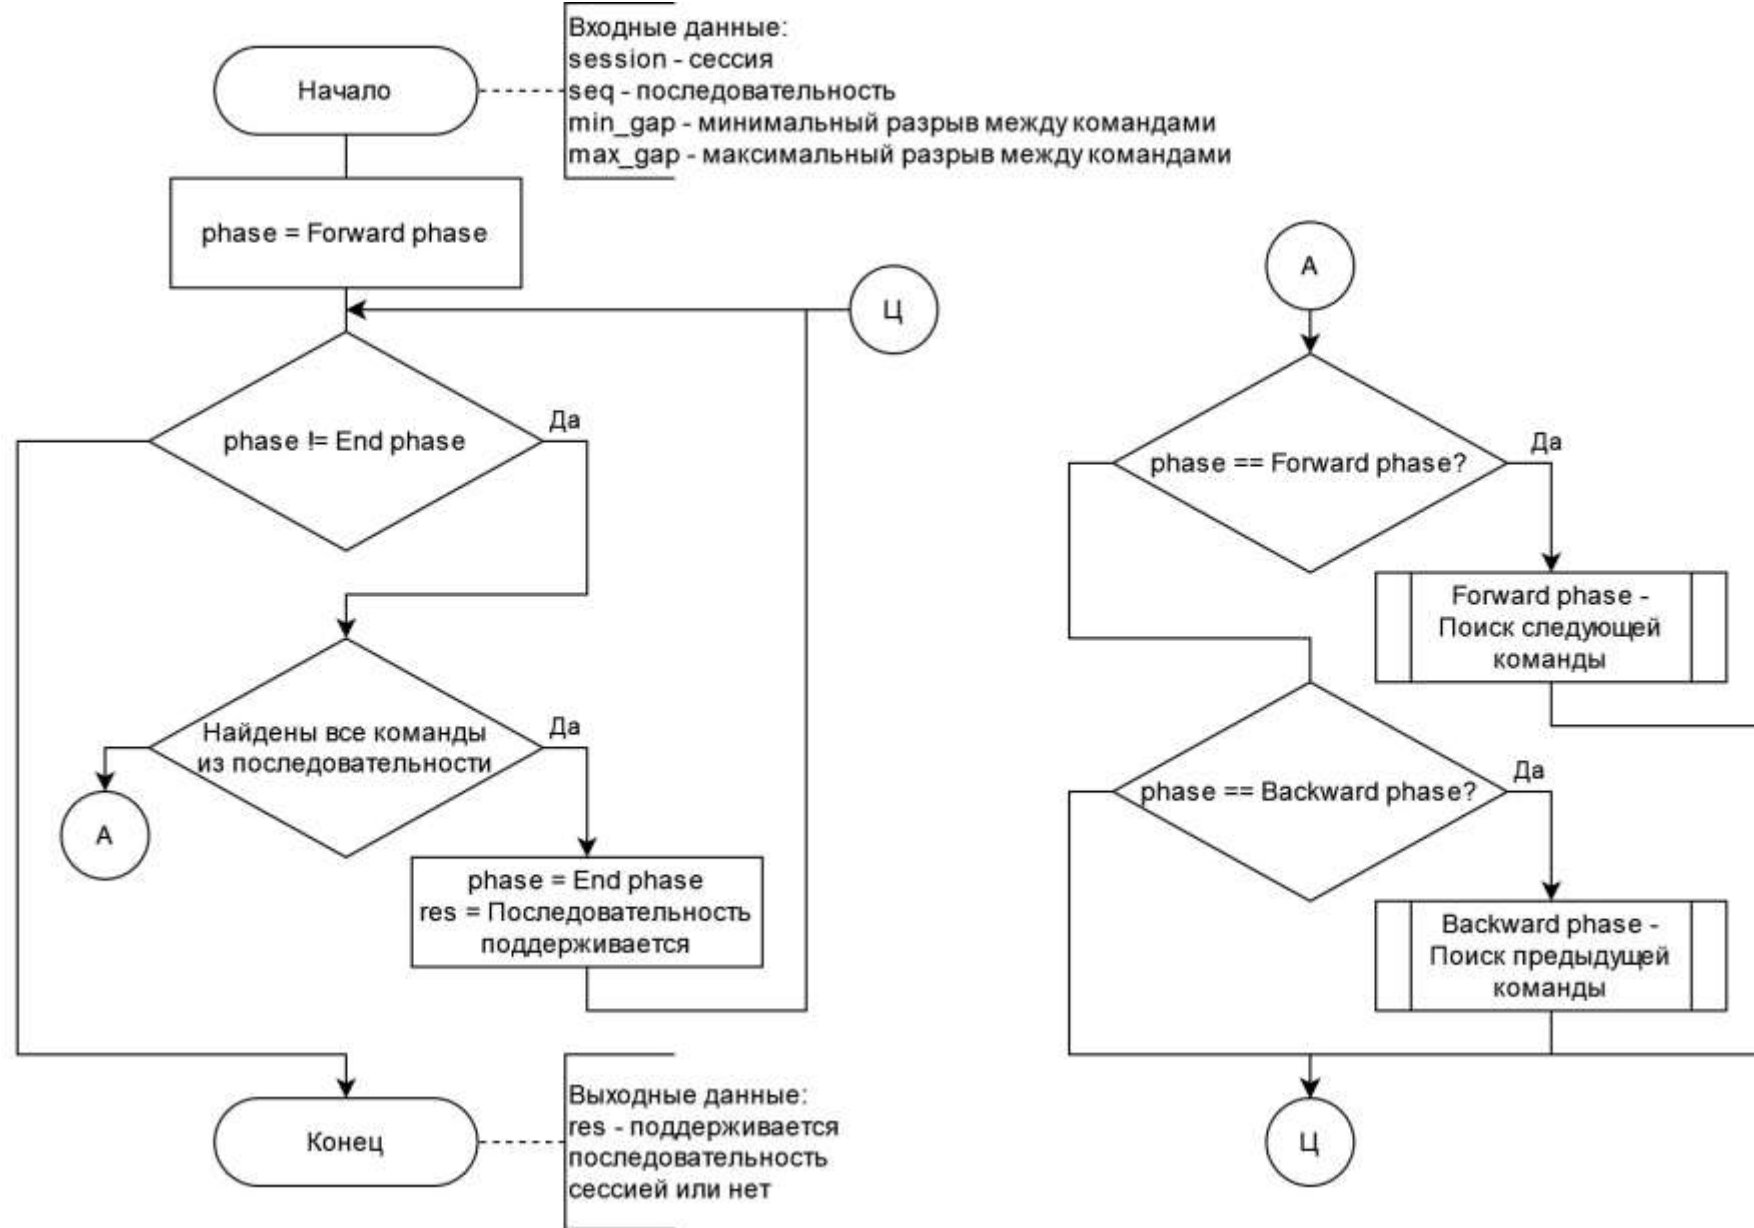 Входные данные:
session - сессия
seq - последовательность
min_gap - минимальный разрыв между командами
max_gap - максимальный разрыв между командами
Начало
phase = Forward phase
Ц
phase != End phase
Да
Найдены все команды
из последовательности
Да
А
phase = End phase
res = Последовательность
поддерживается
Конец
Выходные данные:
res - поддерживается
последовательность
сессией или нет
А
phase == Forward phase?
Да
Forward phase -
Поиск следующей
команды
phase == Backward phase?
Да
Backward phase -
Поиск предыдущей
команды
Ц